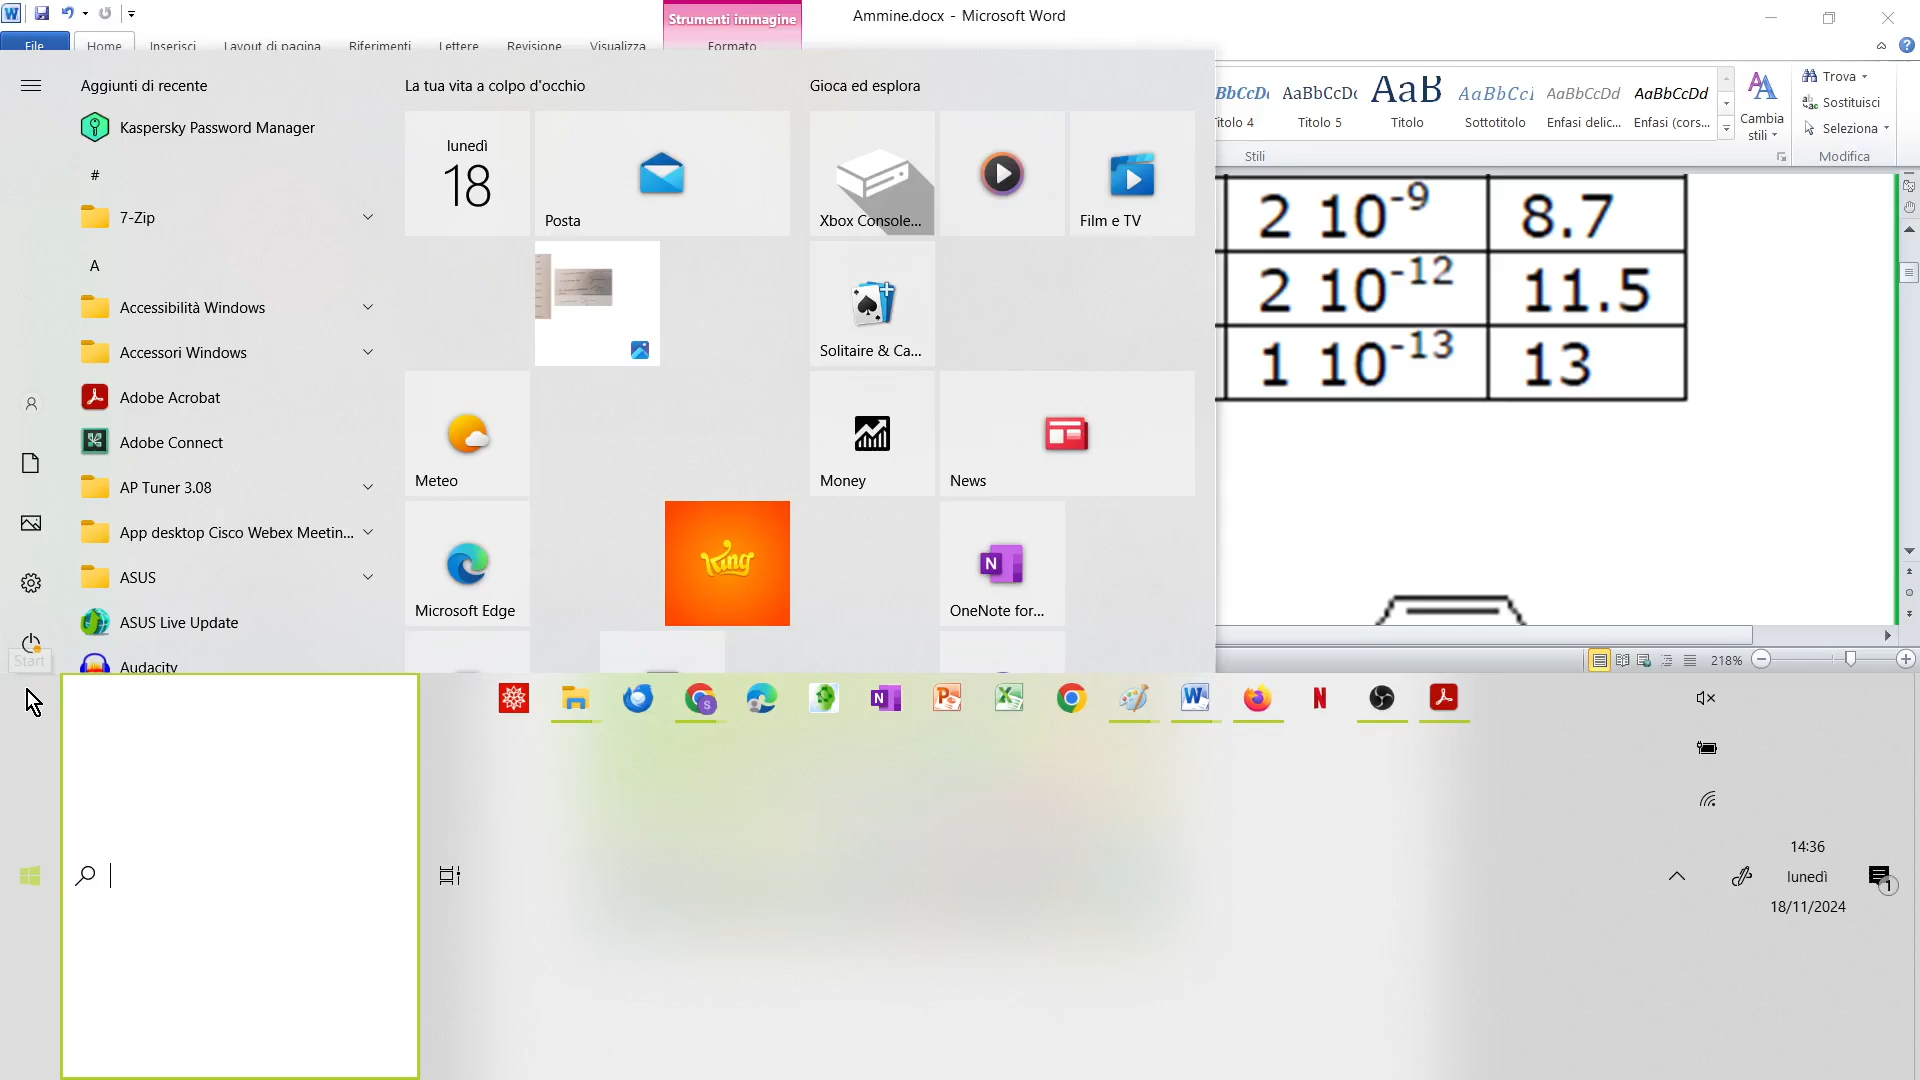 Ammine.docx - Microsoft Word
Strumenti immagine
File
Home
Inserisci
Layout di pagina
Riferimenti
Lettere
Revisione
Visualizza
Formato
Aggiunti di recente
Kaspersky Password Manager
#
7-Zip
A
Accessibilità Windows
Accessori Windows
Adobe Acrobat
Adobe Connect
AP Tuner 3.08
App desktop Cisco Webex Meetin...
ASUS
ASUS Live Update
Audacity
Start
La tua vita a colpo d'occhio
lunedì
18
Posta
Meteo
Microsoft Edge
King
Gioca ed esplora
Xbox Console...
Film e TV
Solitaire & Ca...
Money
News
OneNote for...
BbCcDc AaBbCcDc AaB AaBbCcI AaBbCcDd AaBbCcDd
Titolo 4
Titolo 5
Titolo
Sottotitolo
Enfasi delic...
Enfasi (cors...
Cambia
stili
Stili
Trova
Sostituisci
Seleziona
Modifica
2 10⁻⁹ 8.7
2 10⁻¹² 11.5
1 10⁻¹³ 13
218%
14:36
lunedì
18/11/2024
1